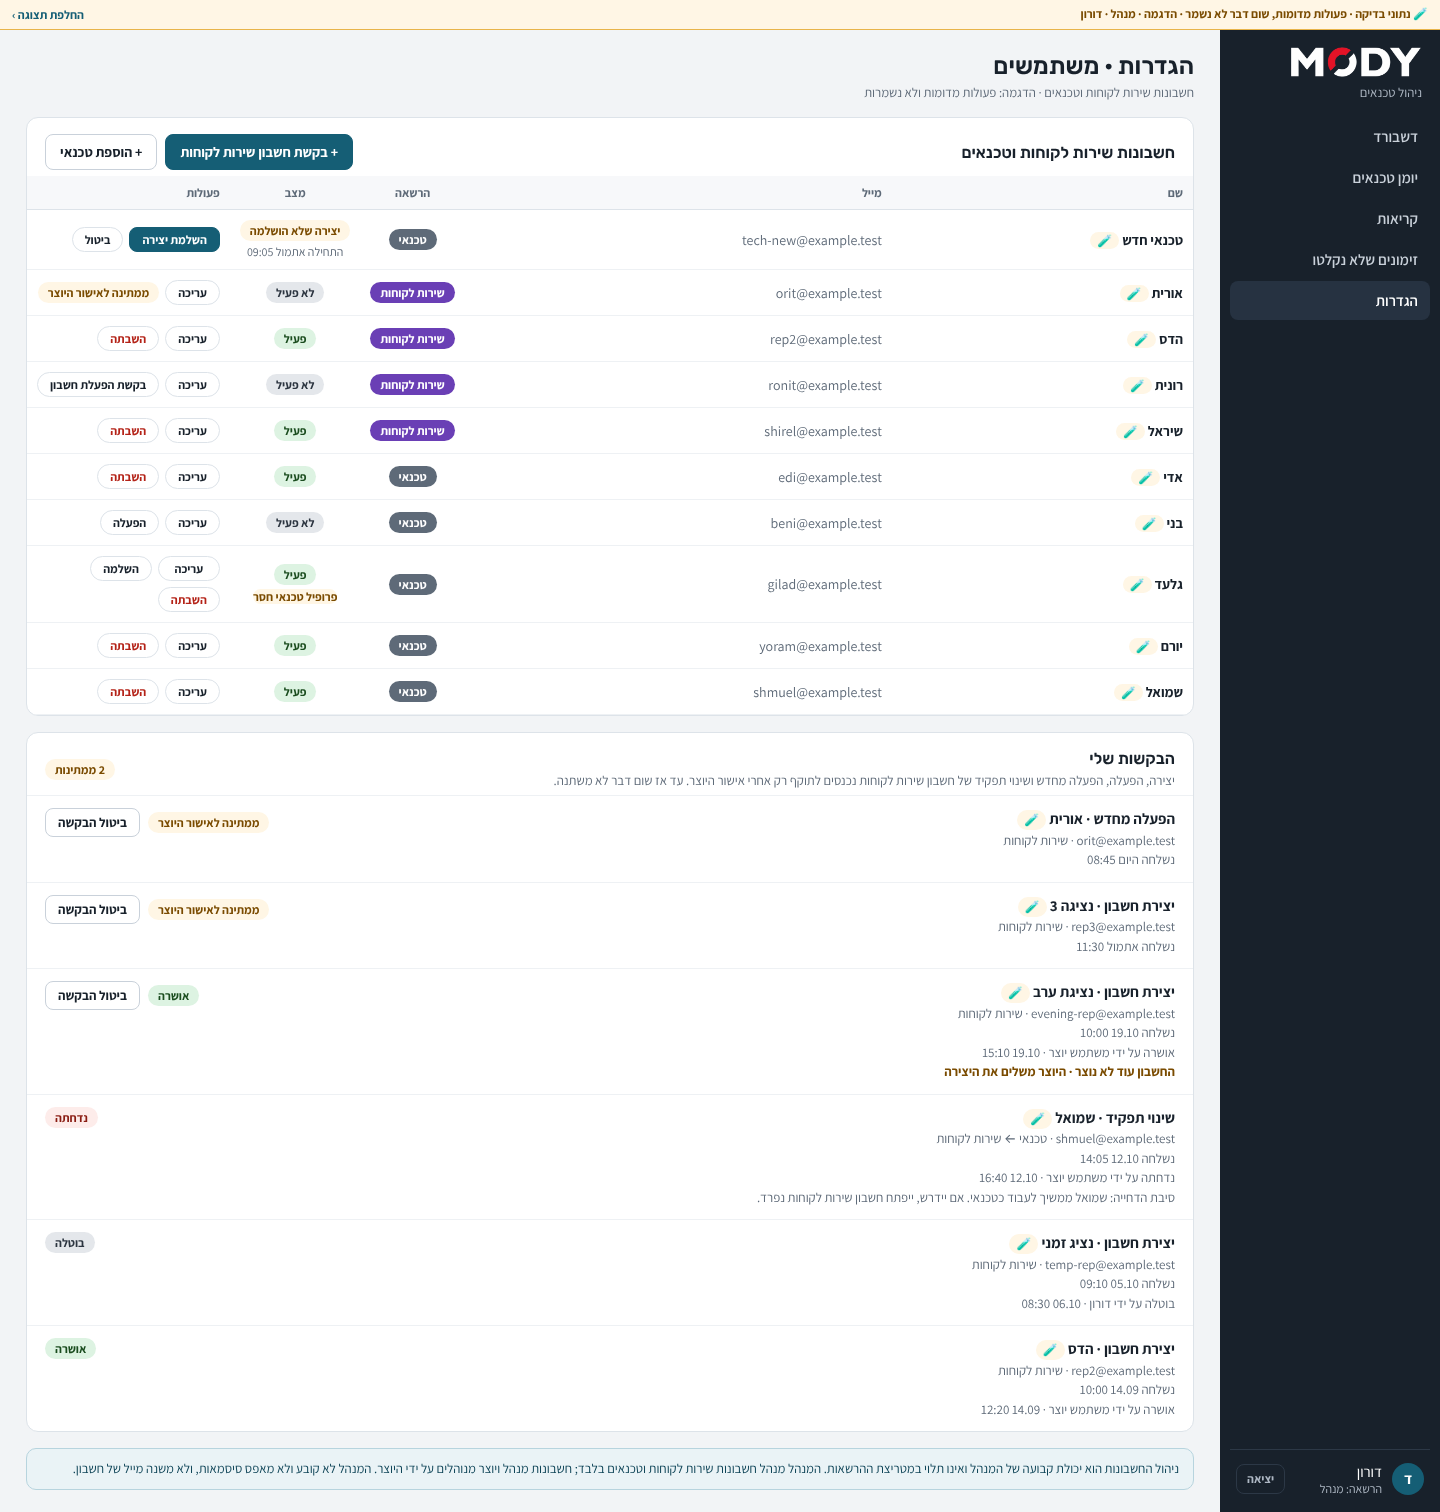 נתוני בדיקה · פעולות מדומות, שום דבר לא נשמר · הדגמה · מנהל · דורון
החלפת תצוגה ›
MODY
ניהול טכנאים
דשבורד
יומן טכנאים
קריאות
זימונים שלא נקלטו
הגדרות
הגדרות • משתמשים
חשבונות שירות לקוחות וטכנאים · הדגמה: פעולות מדומות ולא נשמרות
חשבונות שירות לקוחות וטכנאים
+ בקשת חשבון שירות לקוחות
+ הוספת טכנאי
שם מייל הרשאה מצב פעולות
טכנאי חדש tech-new@example.test טכנאי יצירה שלא הושלמה השלמת יצירה ביטול
התחילה אתמול 09:05
אורית orit@example.test שירות לקוחות לא פעיל עריכה ממתינה לאישור היוצר
הדס rep2@example.test שירות לקוחות פעיל עריכה השבתה
רונית ronit@example.test שירות לקוחות לא פעיל עריכה בקשת הפעלת חשבון
שיראל shirel@example.test שירות לקוחות פעיל עריכה השבתה
אדי edi@example.test טכנאי פעיל עריכה השבתה
בני beni@example.test טכנאי לא פעיל עריכה הפעלה
גלעד gilad@example.test טכנאי פעיל עריכה השלמה
פרופיל טכנאי חסר השבתה
יורם yoram@example.test טכנאי פעיל עריכה השבתה
שמואל shmuel@example.test טכנאי פעיל עריכה השבתה
הבקשות שלי
2 ממתינות
יצירה, הפעלה, הפעלה מחדש ושינוי תפקיד של חשבון שירות לקוחות נכנסים לתוקף רק אחרי אישור היוצר. עד אז שום דבר לא משתנה.
הפעלה מחדש · אורית
ממתינה לאישור היוצר ביטול הבקשה
orit@example.test · שירות לקוחות
נשלחה היום 08:45
יצירת חשבון · נציגה 3
ממתינה לאישור היוצר ביטול הבקשה
rep3@example.test · שירות לקוחות
נשלחה אתמול 11:30
יצירת חשבון · נציגת ערב
אושרה ביטול הבקשה
evening-rep@example.test · שירות לקוחות
נשלחה 19.10 10:00
אושרה על ידי משתמש יוצר · 19.10 15:10
החשבון עוד לא נוצר · היוצר משלים את היצירה
שינוי תפקיד · שמואל
נדחתה
shmuel@example.test · טכנאי ← שירות לקוחות
נשלחה 12.10 14:05
נדחתה על ידי משתמש יוצר · 12.10 16:40
סיבת הדחייה: שמואל ממשיך לעבוד כטכנאי. אם יידרש, ייפתח חשבון שירות לקוחות נפרד.
יצירת חשבון · נציג זמני
בוטלה
temp-rep@example.test · שירות לקוחות
נשלחה 05.10 09:10
בוטלה על ידי דורון · 06.10 08:30
יצירת חשבון · הדס
אושרה
rep2@example.test · שירות לקוחות
נשלחה 14.09 10:00
אושרה על ידי משתמש יוצר · 14.09 12:20
ניהול החשבונות הוא יכולת קבועה של המנהל ואינו תלוי במטריצת ההרשאות. המנהל מנהל חשבונות שירות לקוחות וטכנאים בלבד; חשבונות מנהל ויוצר מנוהלים על ידי היוצר. המנהל לא קובע ולא מאפס סיסמאות, ולא משנה מייל של חשבון.
ד
דורון
הרשאה: מנהל
יציאה